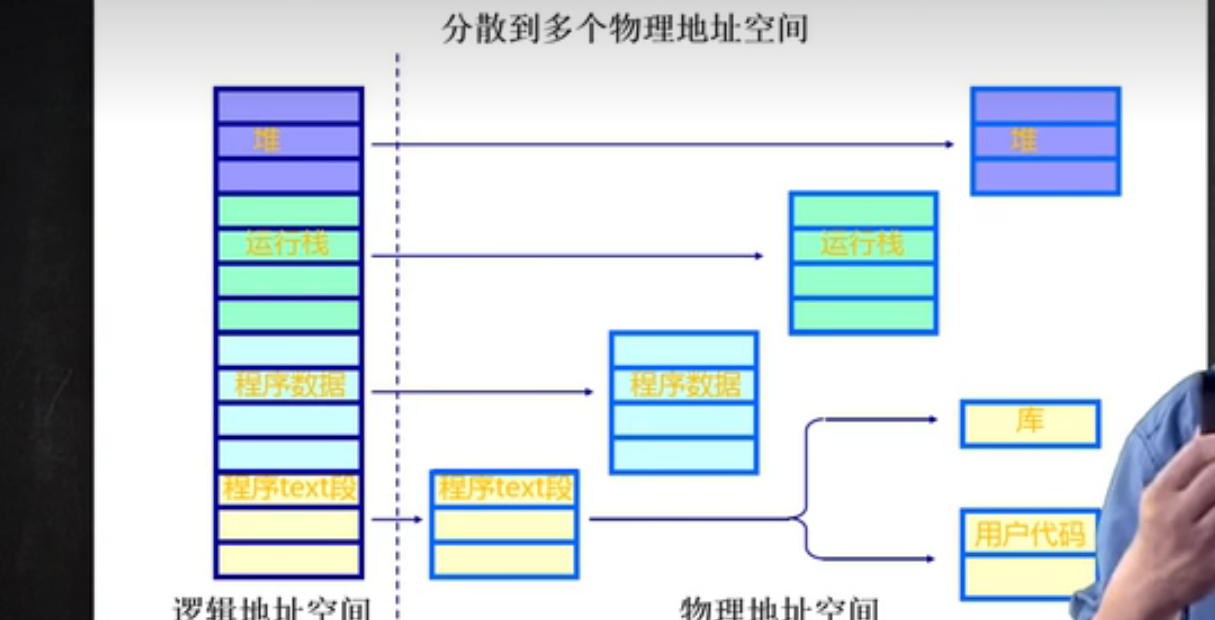 分散到多个物理地址空间
堆
堆
运行栈
运行栈
程序数据
程序数据
库
程序text段
程序text段
用户代码
逻辑地址空间
物理地址空间